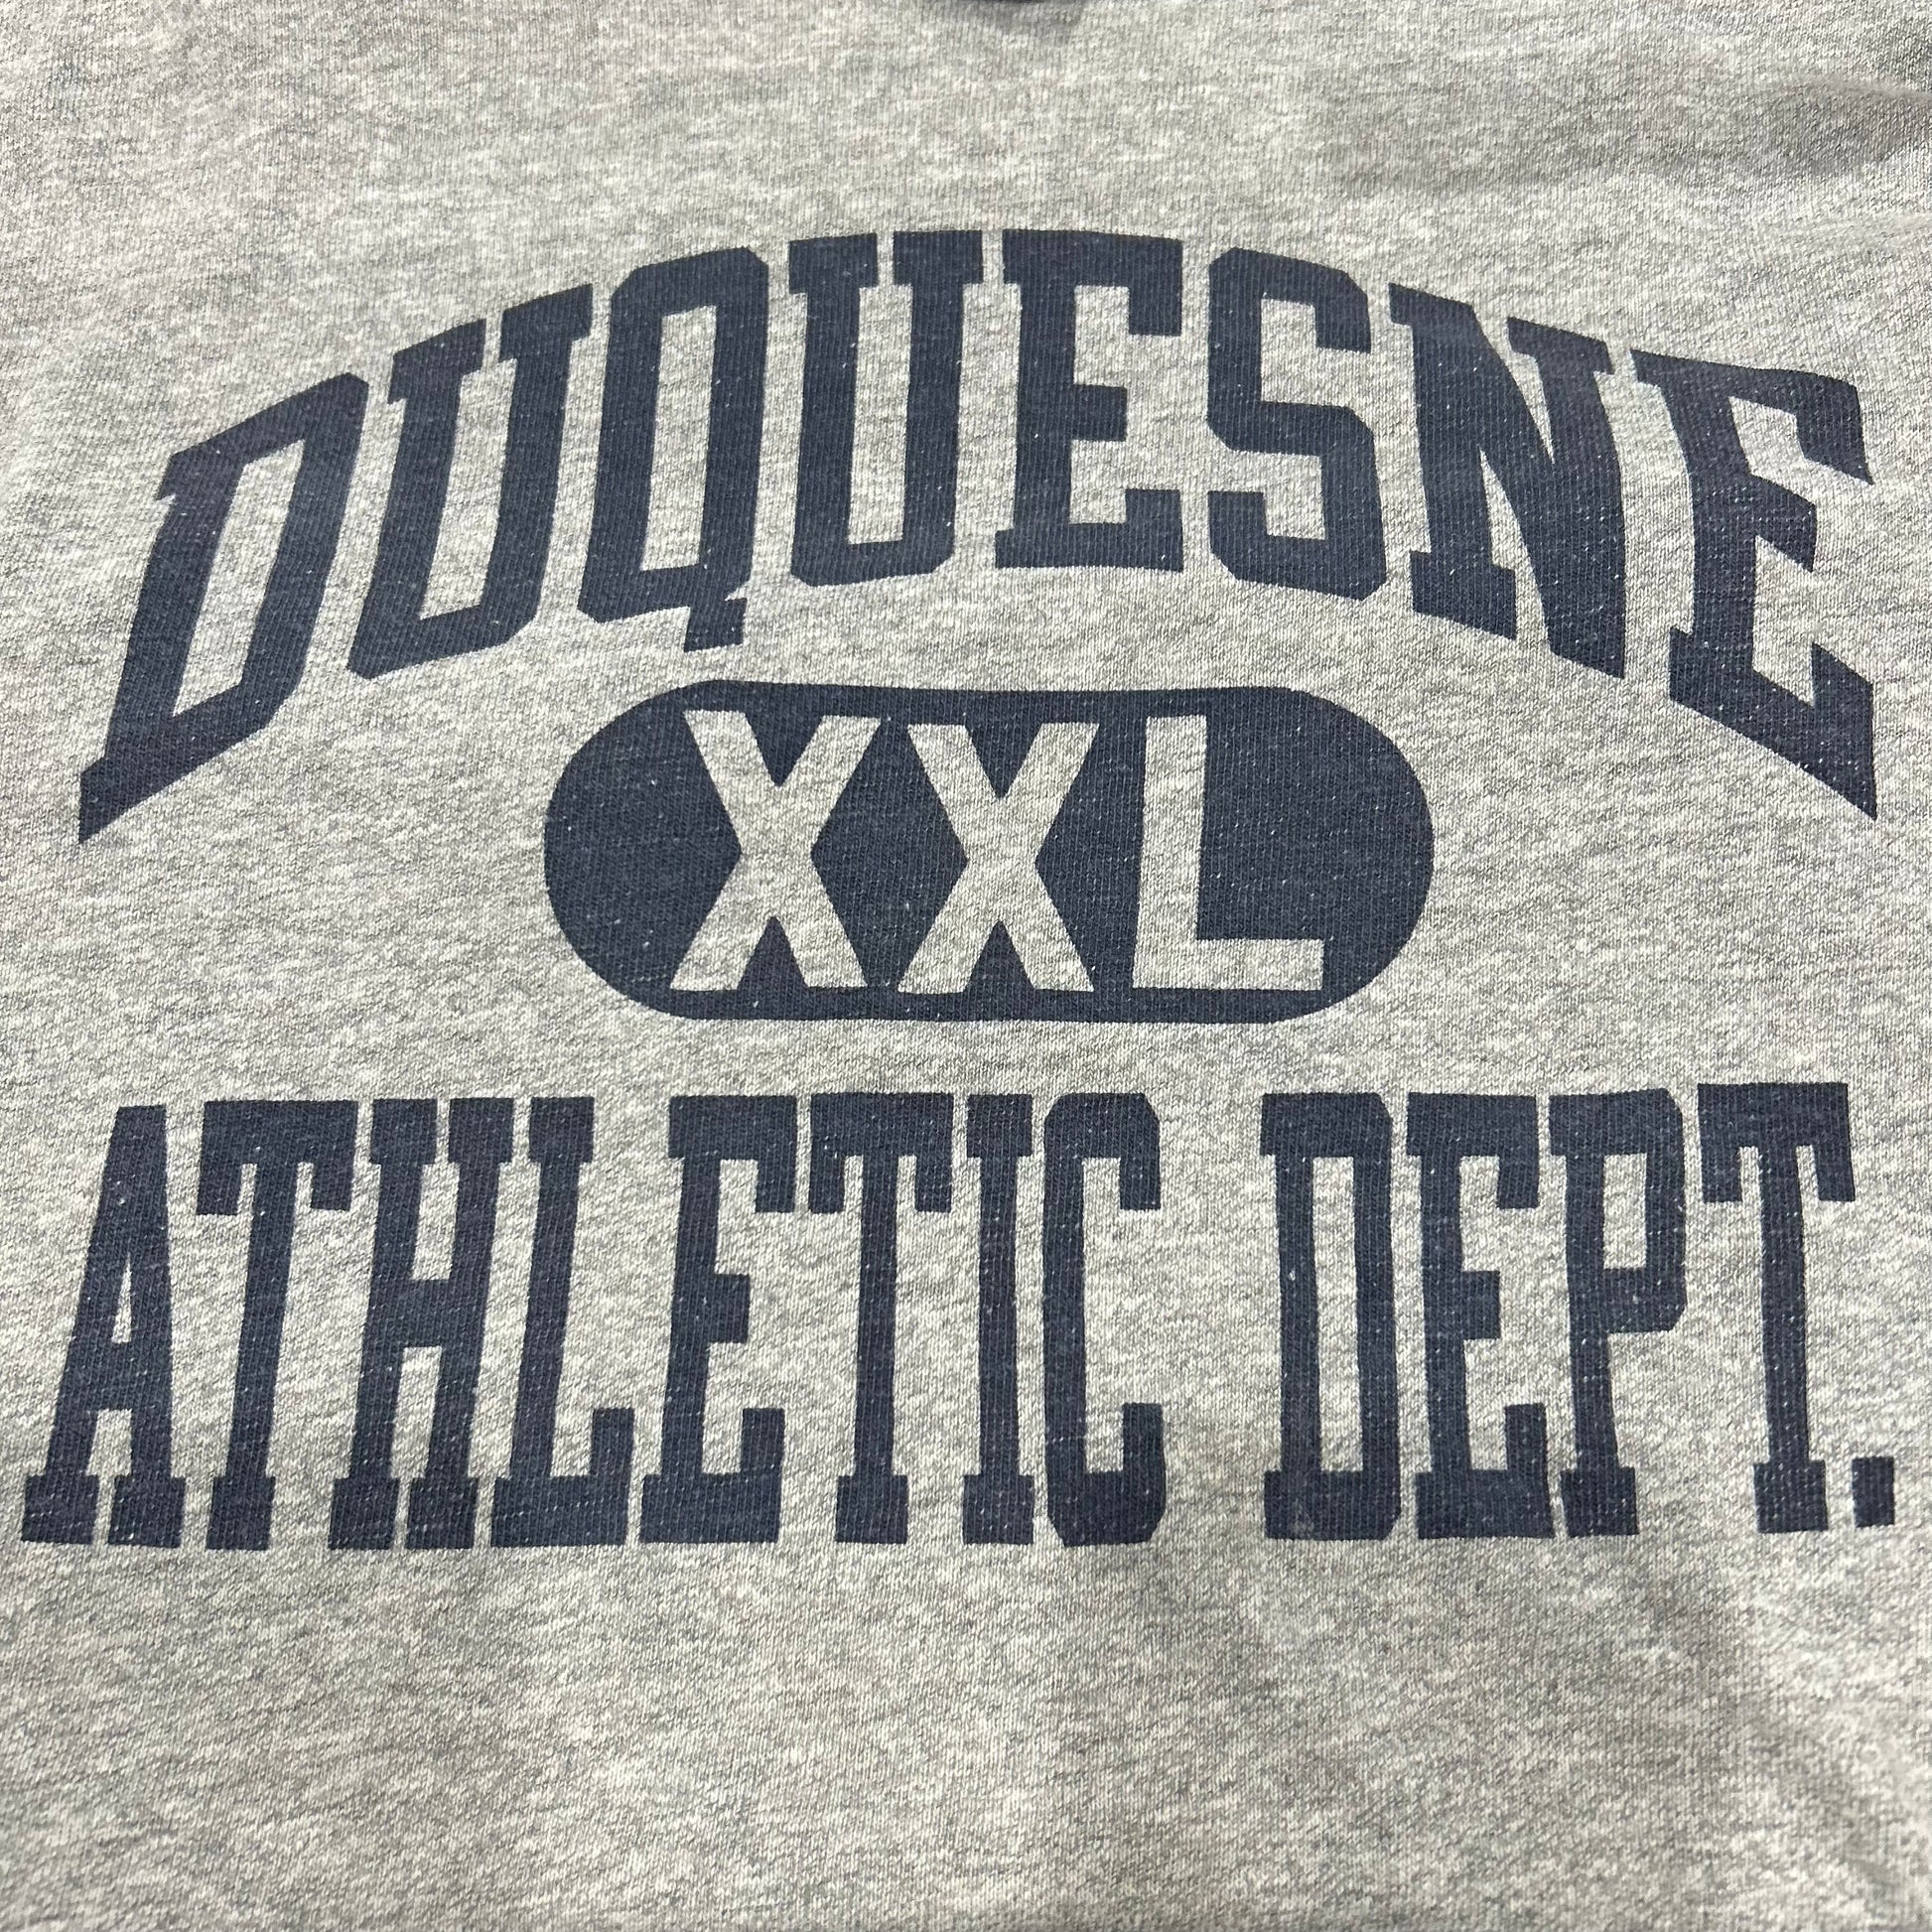 DUQUESNE
XXL
ATHLETIC DEPT.